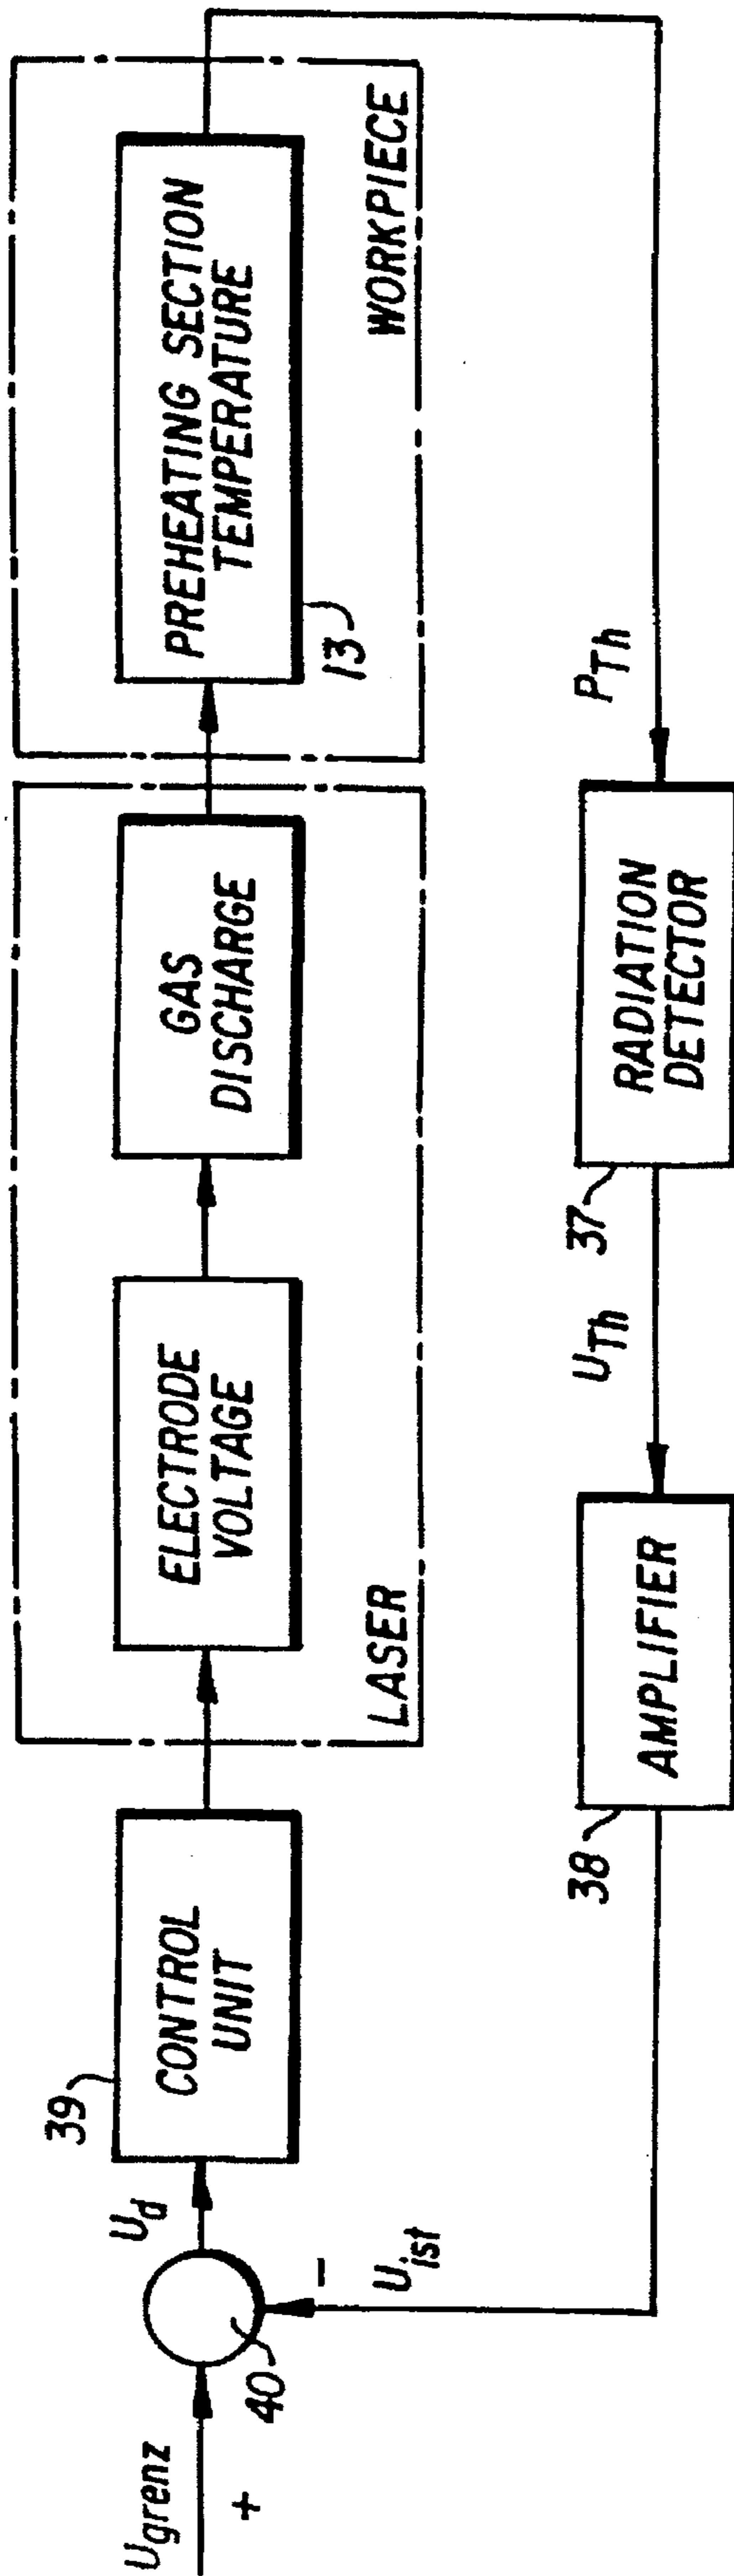 U_grenz
+
40
U_d
-
U_ist
39
CONTROL
UNIT
LASER
ELECTRODE
VOLTAGE
GAS
DISCHARGE
WORKPIECE
PREHEATING SECTION
TEMPERATURE
13
P_Th
RADIATION
DETECTOR
37
U_Th
AMPLIFIER
38